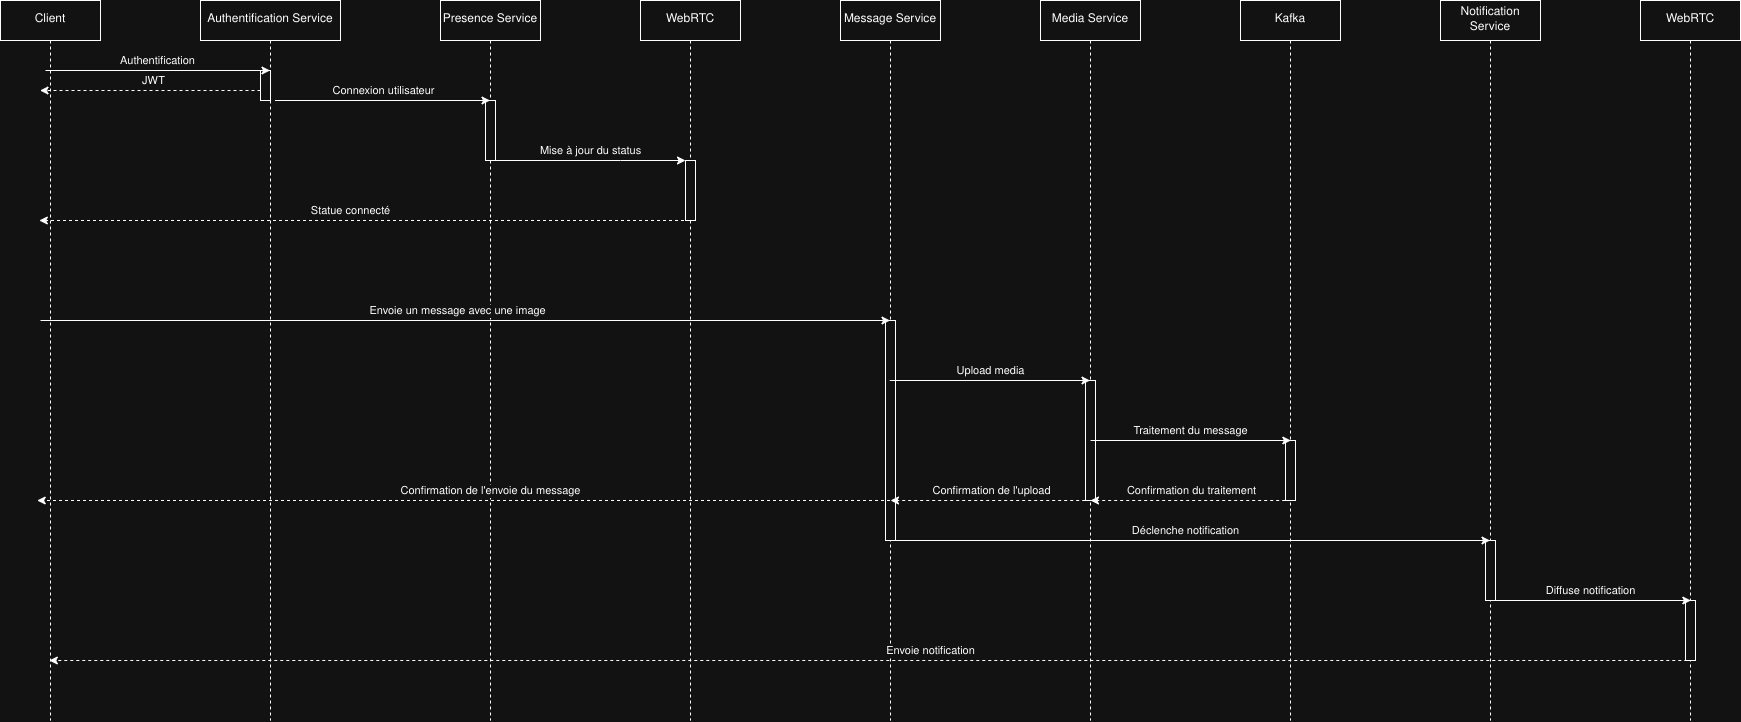 Client
Authentification Service
Presence Service
WebRTC
Message Service
Media Service
Kafka
Notification
Service
WebRTC
Authentification
JWT
Connexion utilisateur
Mise à jour du status
Statue connecté
Envoie un message avec une image
Upload media
Traitement du message
Confirmation de l'envoie du message
Confirmation de l'upload
Confirmation du traitement
Déclenche notification
Diffuse notification
Envoie notification